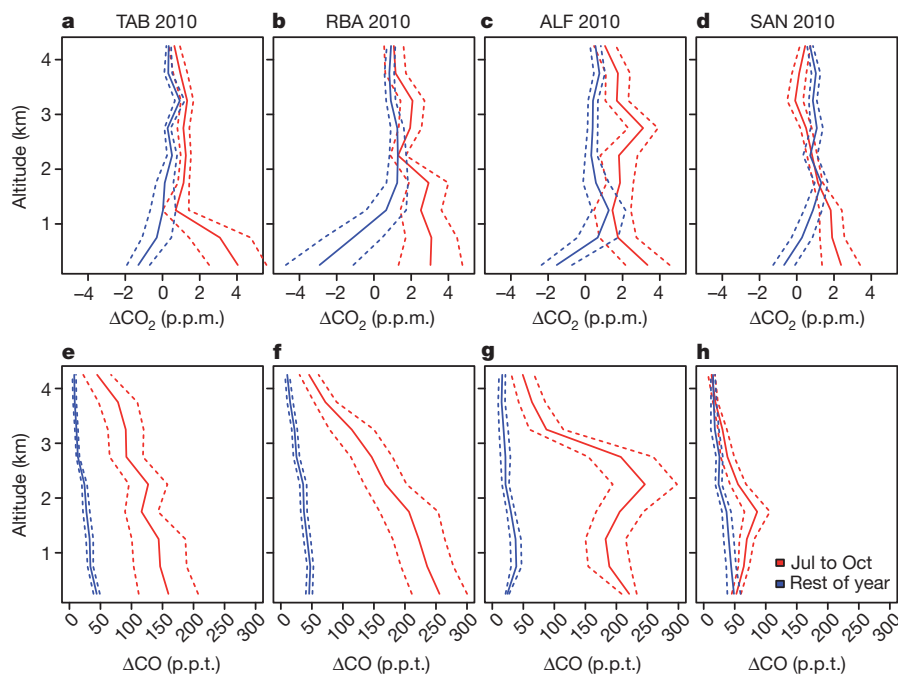 a TAB 2010
b RBA 2010
c ALF 2010
d SAN 2010
Altitude (km)
4
3
2
1
−4 −2 0 2 4
−4 −2 0 2 4
−4 −2 0 2 4
−4 −2 0 2 4
ΔCO₂ (p.p.m.)
ΔCO₂ (p.p.m.)
ΔCO₂ (p.p.m.)
ΔCO₂ (p.p.m.)
e
f
g
h
Altitude (km)
4
3
2
1
Jul to Oct
Rest of year
0 50 100 150 200 250 300
0 50 100 150 200 250 300
0 50 100 150 200 250 300
0 50 100 150 200 250 300
ΔCO (p.p.t.)
ΔCO (p.p.t.)
ΔCO (p.p.t.)
ΔCO (p.p.t.)